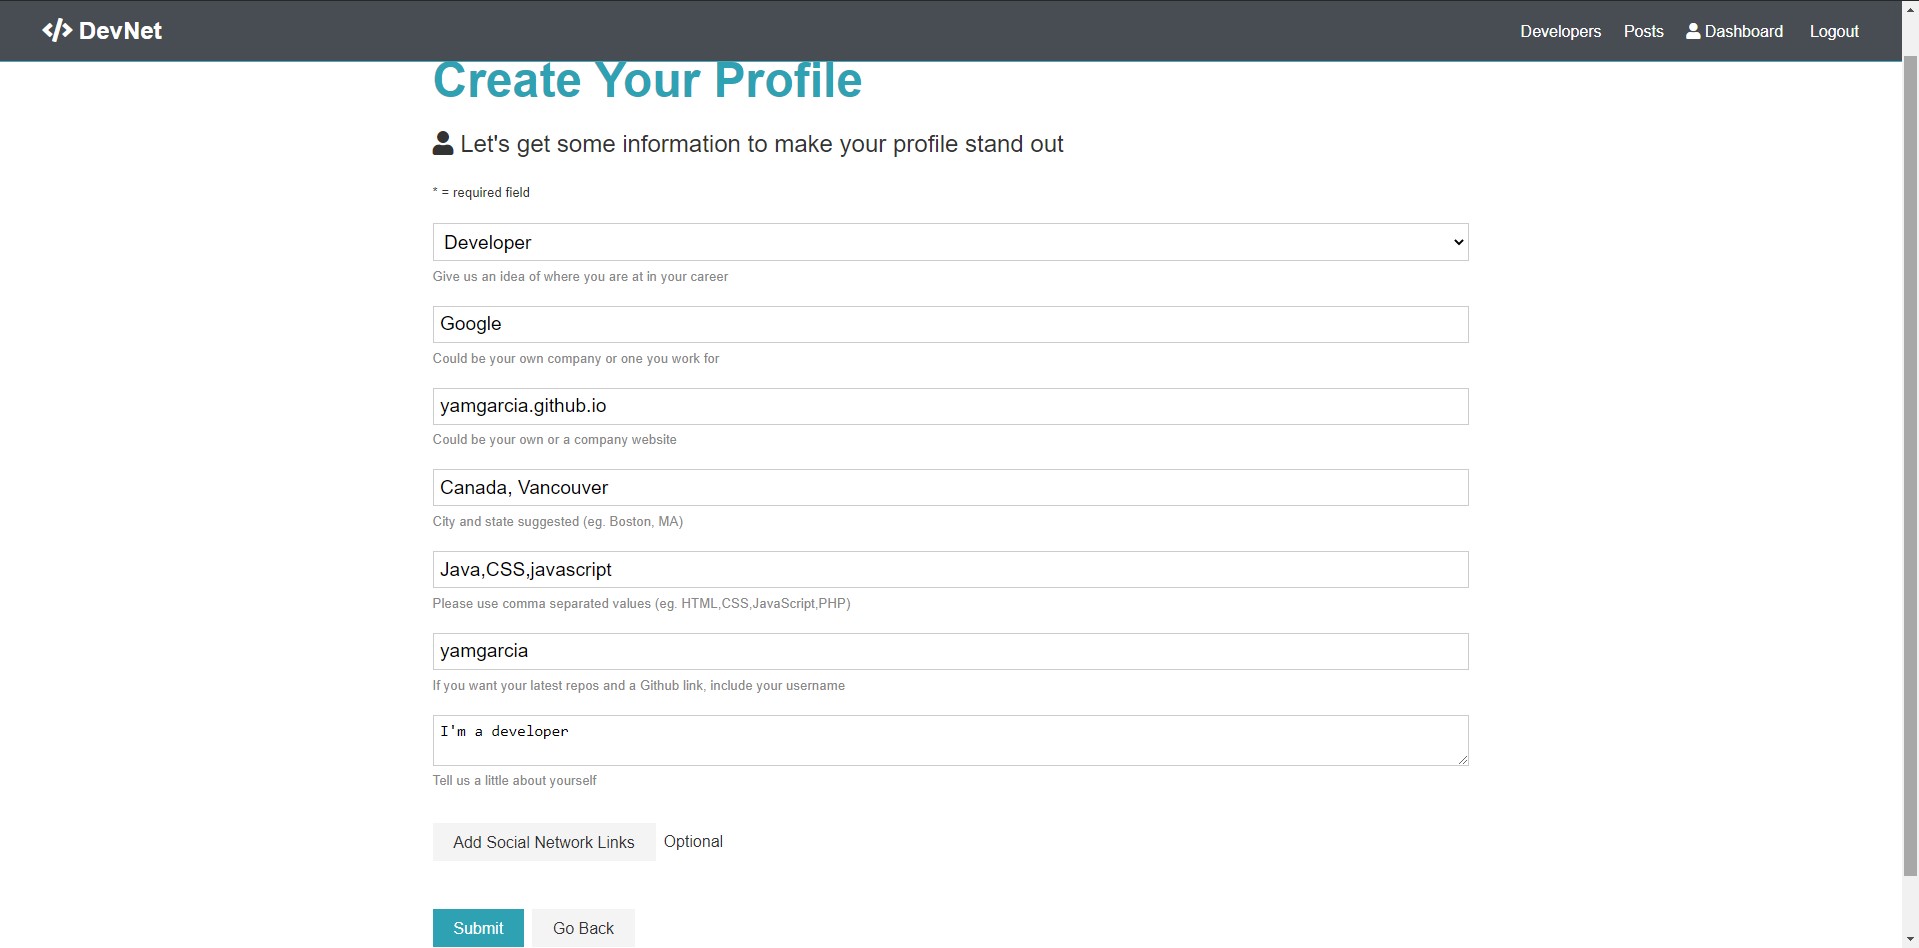 DevNet
Developers Posts Dashboard Logout
Create Your Profile
Let's get some information to make your profile stand out
* = required field
Developer
Give us an idea of where you are at in your career
Google
Could be your own company or one you work for
yamgarcia.github.io
Could be your own or a company website
Canada, Vancouver
City and state suggested (eg. Boston, MA)
Java,CSS,javascript
Please use comma separated values (eg. HTML,CSS,JavaScript,PHP)
yamgarcia
If you want your latest repos and a Github link, include your username
I'm a developer
Tell us a little about yourself
Add Social Network Links Optional
Submit Go Back